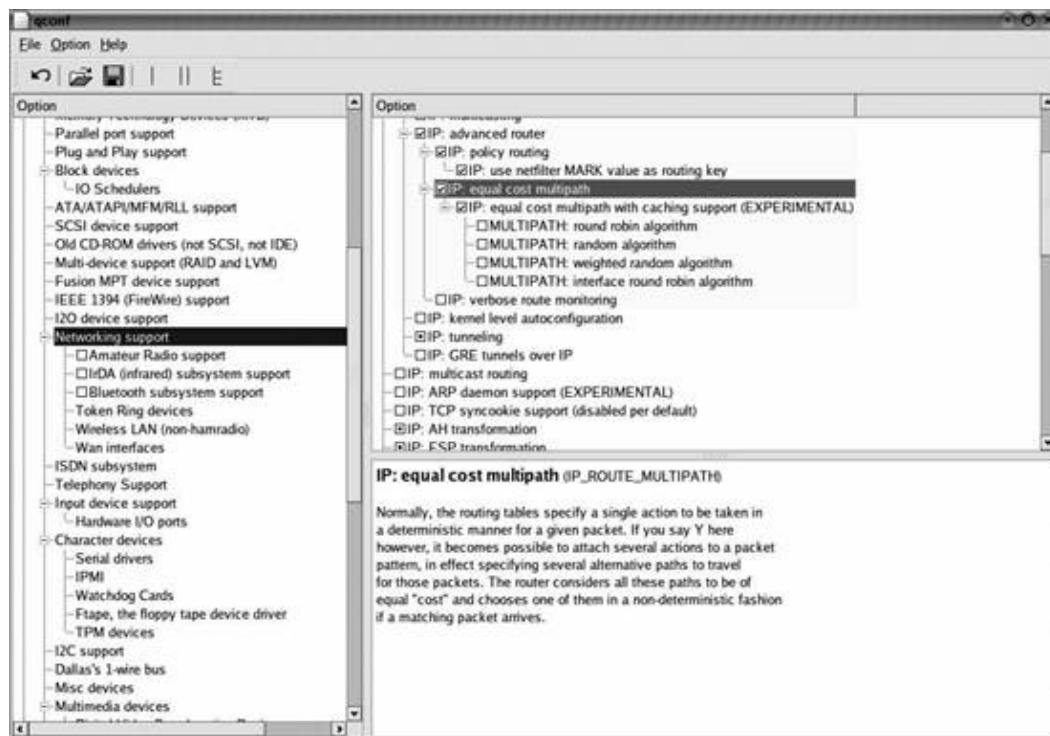 qconf
File Option Help
Option
Memory Technology Devices (MTD)
Parallel port support
Plug and Play support
Block devices
IO Schedulers
ATA/ATAPI/MFM/RLL support
SCSI device support
Old CD-ROM drivers (not SCSI, not IDE)
Multi-device support (RAID and LVM)
Fusion MPT device support
IEEE 1394 (FireWire) support
I2O device support
Networking support
Amateur Radio support
IrDA (infrared) subsystem support
Bluetooth subsystem support
Token Ring devices
Wireless LAN (non-hamradio)
Wan interfaces
ISDN subsystem
Telephony Support
Input device support
Hardware I/O ports
Character devices
Serial drivers
IPMI
Watchdog Cards
Ftape, the floppy tape device driver
TPM devices
I2C support
Dallas's 1-wire bus
Misc devices
Multimedia devices
Option
IP: multicasting
IP: advanced router
IP: policy routing
IP: use netfilter MARK value as routing key
IP: equal cost multipath
IP: equal cost multipath with caching support (EXPERIMENTAL)
MULTIPATH: round robin algorithm
MULTIPATH: random algorithm
MULTIPATH: weighted random algorithm
MULTIPATH: interface round robin algorithm
IP: verbose route monitoring
IP: kernel level autoconfiguration
IP: tunneling
IP: GRE tunnels over IP
IP: multicast routing
IP: ARP daemon support (EXPERIMENTAL)
IP: TCP syncookie support (disabled per default)
IP: AH transformation
IP: ESP transformation
IP: equal cost multipath (IP_ROUTE_MULTIPATH)
Normally, the routing tables specify a single action to be taken in
a deterministic manner for a given packet. If you say Y here
however, it becomes possible to attach several actions to a packet
pattern, in effect specifying several alternative paths to travel
for those packets. The router considers all these paths to be of
equal "cost" and chooses one of them in a non-deterministic fashion
if a matching packet arrives.